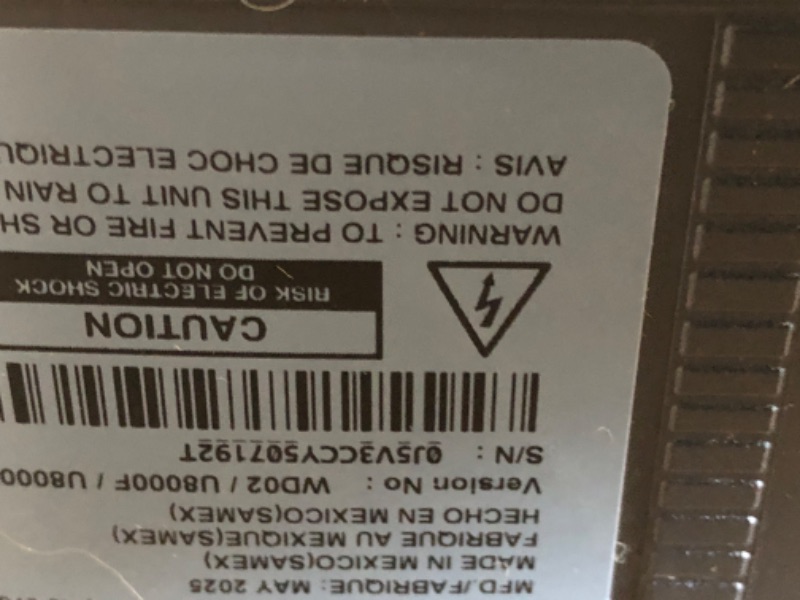 MFD./FABRIQUE: MAY 2025
MADE IN MEXICO(SAMEX)
FABRIQUE AU MEXIQUE(SAMEX)
HECHO EN MEXICO(SAMEX)
Version No : WD02 / U8000F / U8000
S/N : 0J5V3CCY507192T
CAUTION
RISK OF ELECTRIC SHOCK
DO NOT OPEN
WARNING : TO PREVENT FIRE OR SH
DO NOT EXPOSE THIS UNIT TO RAIN
AVIS : RISQUE DE CHOC ELECTRIQU